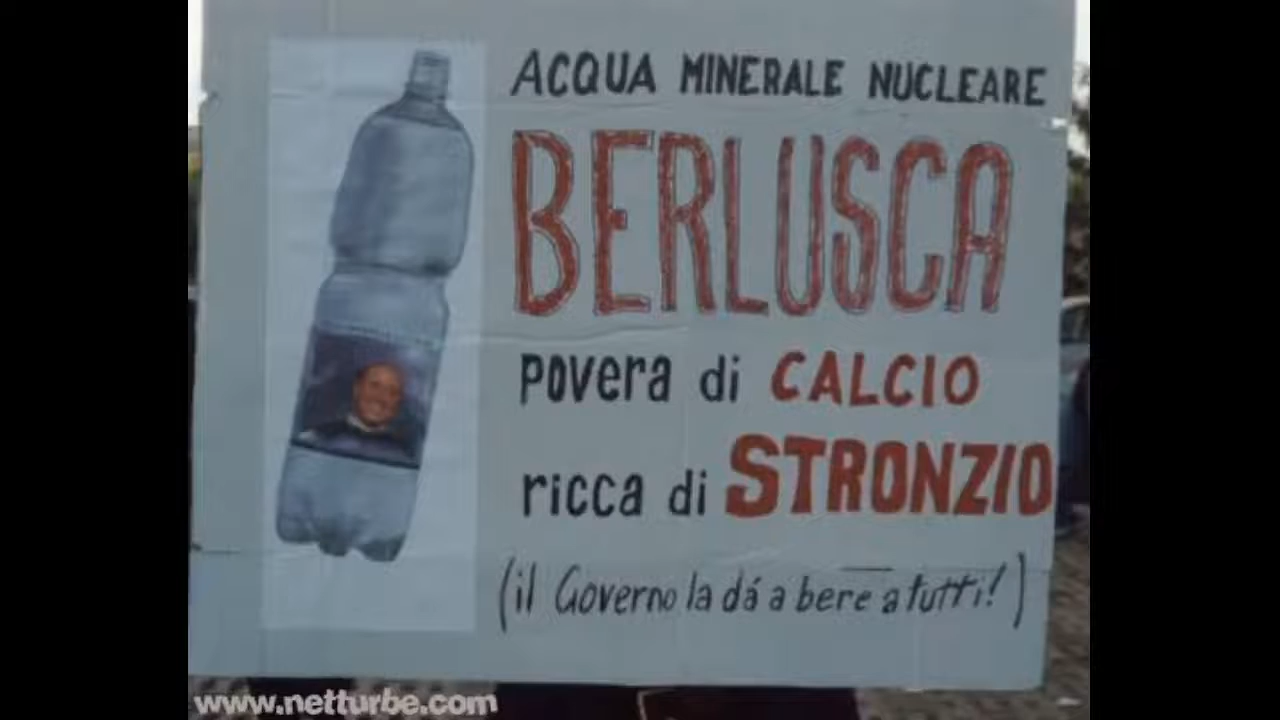 ACQUA MINERALE NUCLEARE
BERLUSCA
povera di CALCIO
ricca di STRONZIO
(il Governo la dá a bere a tutti!)
www.netturbe.com